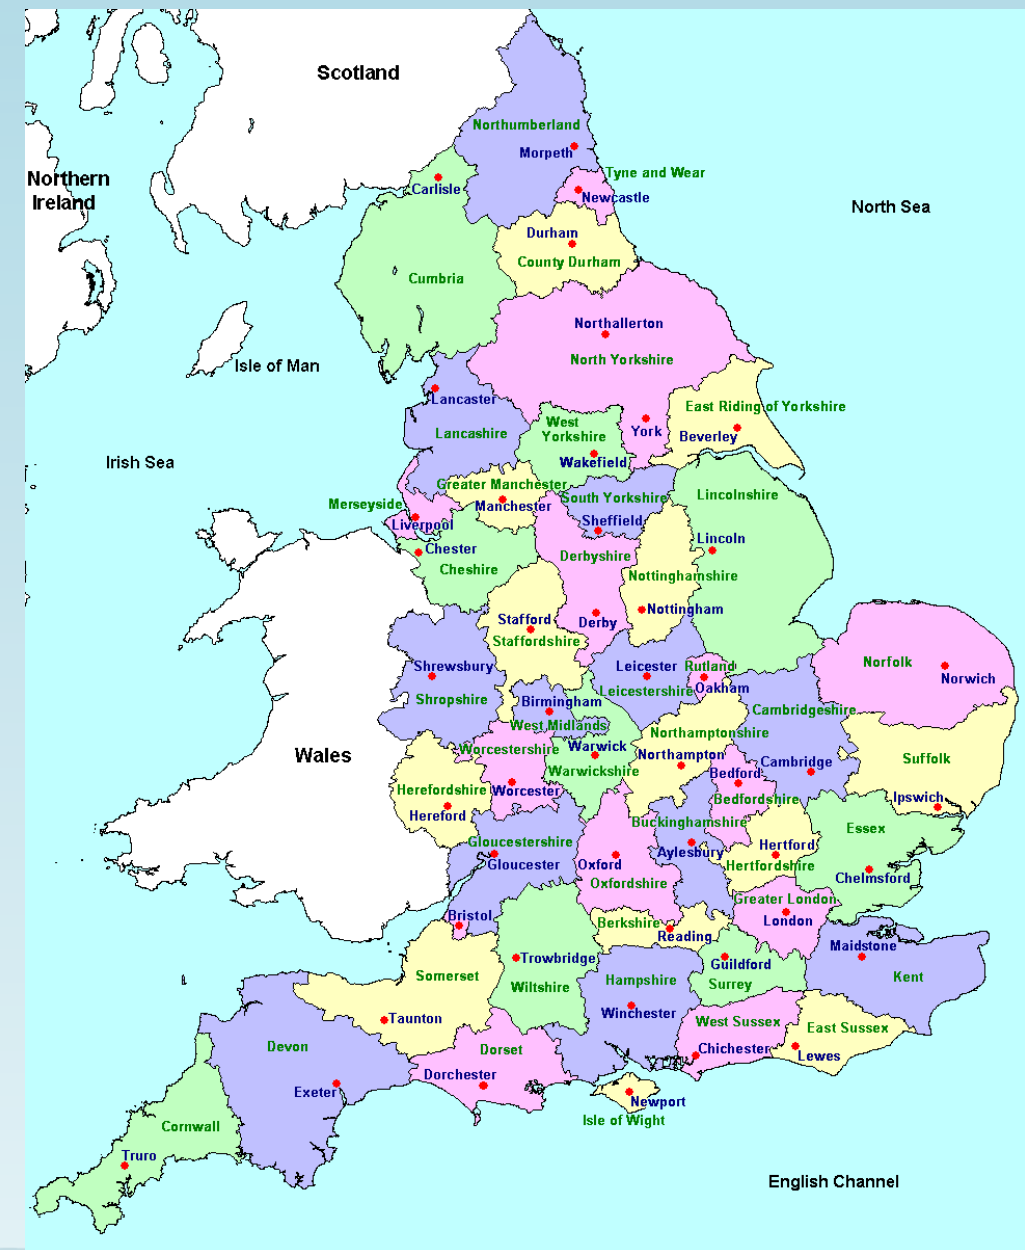 Scotland
Northumberland
Morpeth
Northern
Ireland
Tyne and Wear
Carlisle
Newcastle
North Sea
Durham
County Durham
Cumbria
Northallerton
North Yorkshire
Isle of Man
Lancaster
East Riding of Yorkshire
Lancashire
West
Yorkshire
York
Beverley
Irish Sea
Wakefield
Greater Manchester
South Yorkshire
Lincolnshire
Merseyside
Manchester
Liverpool
Sheffield
Lincoln
Chester
Derbyshire
Cheshire
Nottinghamshire
Nottingham
Stafford
Derby
Staffordshire
Shrewsbury
Leicester
Rutland
Norfolk
Norwich
Oakham
Leicestershire
Shropshire
Birmingham
Cambridgeshire
West Midlands
Northamptonshire
Worcestershire
Warwick
Wales
Northampton
Suffolk
Cambridge
Warwickshire
Bedford
Herefordshire
Worcester
Bedfordshire
Ipswich
Hereford
Buckinghamshire
Essex
Gloucestershire
Hertford
Aylesbury
Gloucester
Oxford
Hertfordshire
Chelmsford
Oxfordshire
Greater London
Bristol
London
Berkshire
Reading
Maidstone
Trowbridge
Guildford
Somerset
Hampshire
Surrey
Kent
Wiltshire
Winchester
Taunton
West Sussex
East Sussex
Devon
Dorset
Chichester
Lewes
Dorchester
Exeter
Newport
Isle of Wight
Cornwall
Truro
English Channel